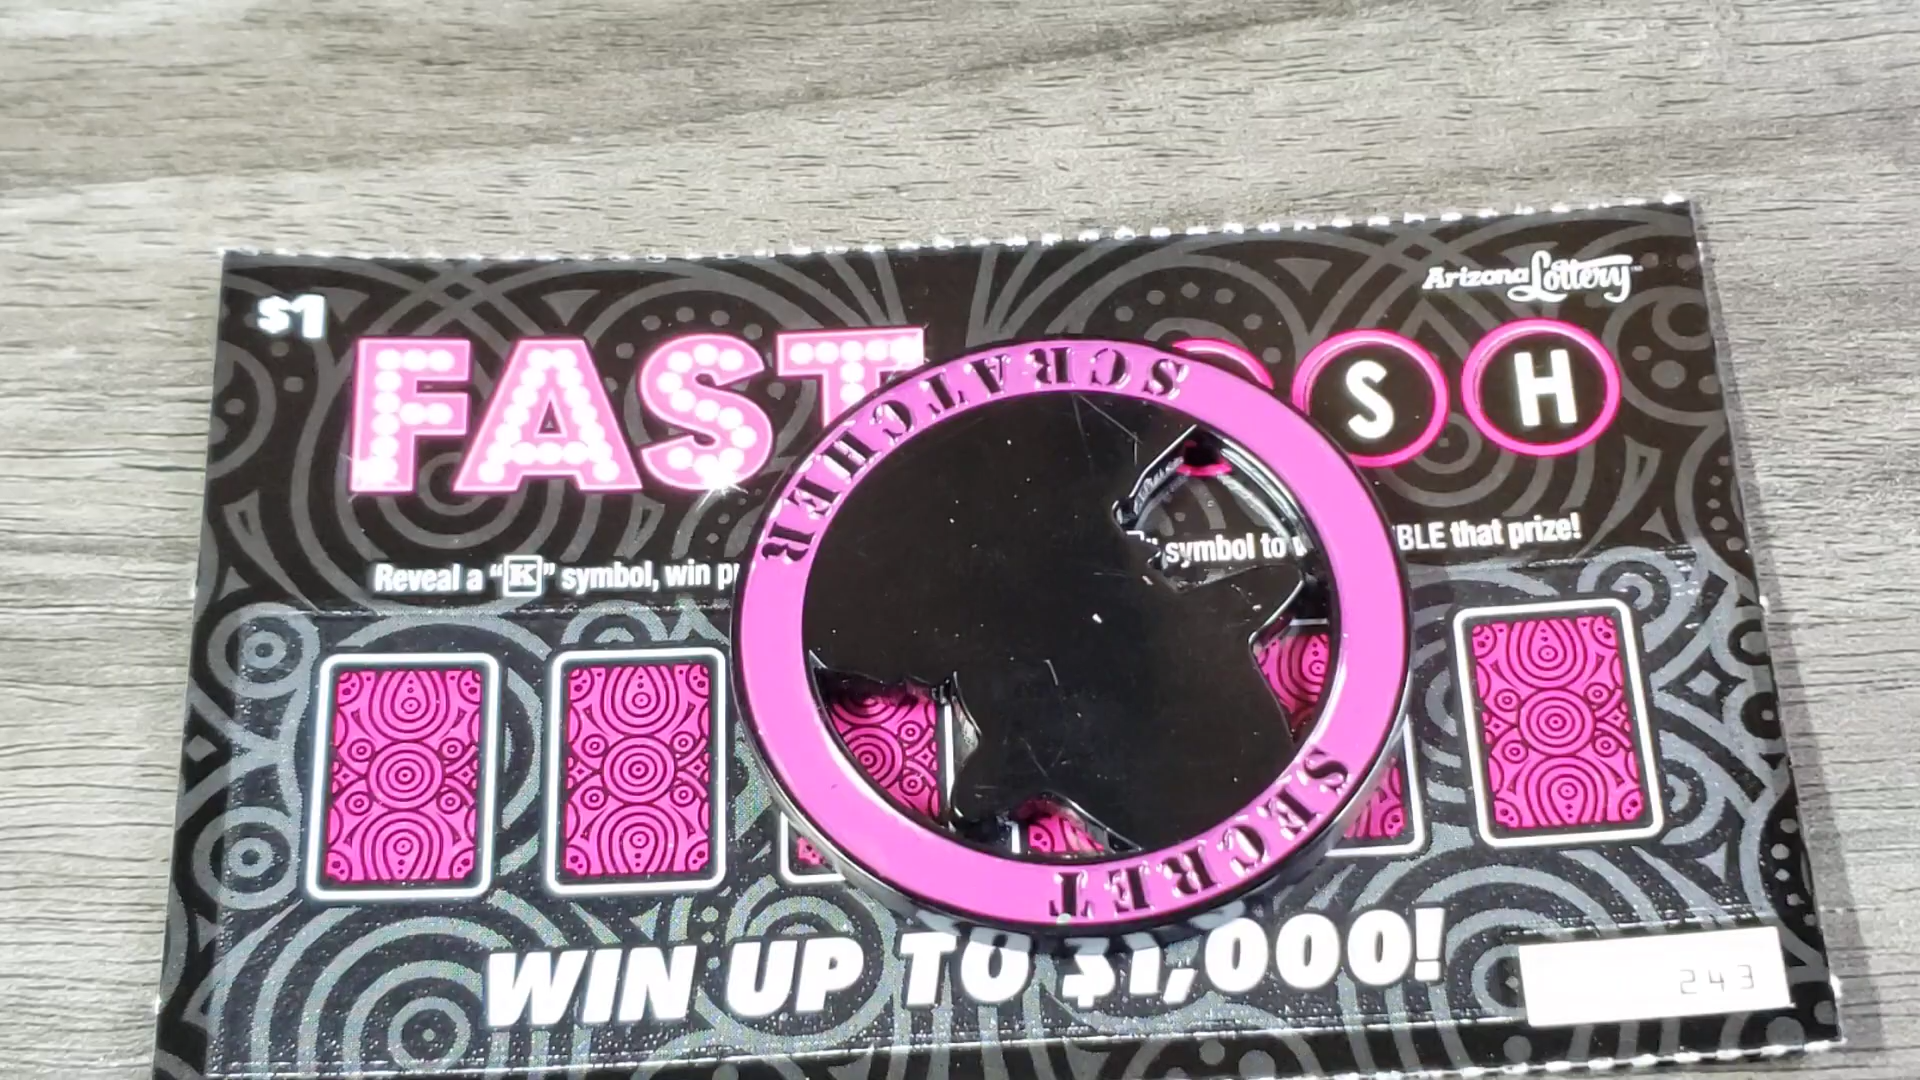 Arizona Lottery
$1
FAST SH
SECRET SCRATCHER
Reveal a "K" symbol, win symbol to that prize!
WIN UP TO $1,000!
243